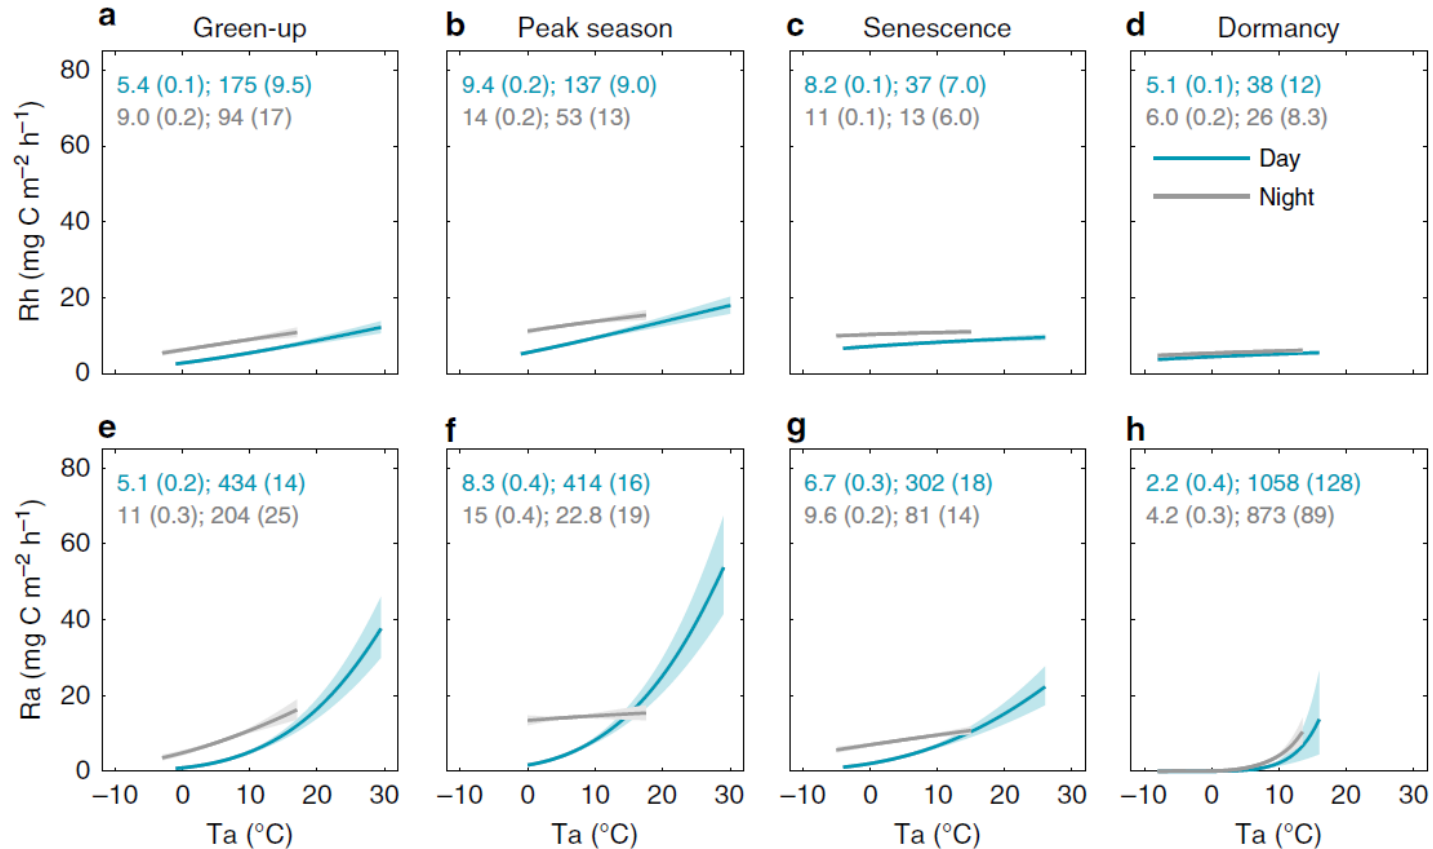 a Green-up
b Peak season
c Senescence
d Dormancy
Rh (mg C m⁻² h⁻¹)
80
60
40
20
0
5.4 (0.1); 175 (9.5)
9.0 (0.2); 94 (17)
9.4 (0.2); 137 (9.0)
14 (0.2); 53 (13)
8.2 (0.1); 37 (7.0)
11 (0.1); 13 (6.0)
5.1 (0.1); 38 (12)
6.0 (0.2); 26 (8.3)
Day
Night
−10 0 10 20 30
e
f
g
h
Ra (mg C m⁻² h⁻¹)
80
60
40
20
0
5.1 (0.2); 434 (14)
11 (0.3); 204 (25)
8.3 (0.4); 414 (16)
15 (0.4); 22.8 (19)
6.7 (0.3); 302 (18)
9.6 (0.2); 81 (14)
2.2 (0.4); 1058 (128)
4.2 (0.3); 873 (89)
−10 0 10 20 30
−10 0 10 20 30
−10 0 10 20 30
Ta (°C)
Ta (°C)
Ta (°C)
Ta (°C)